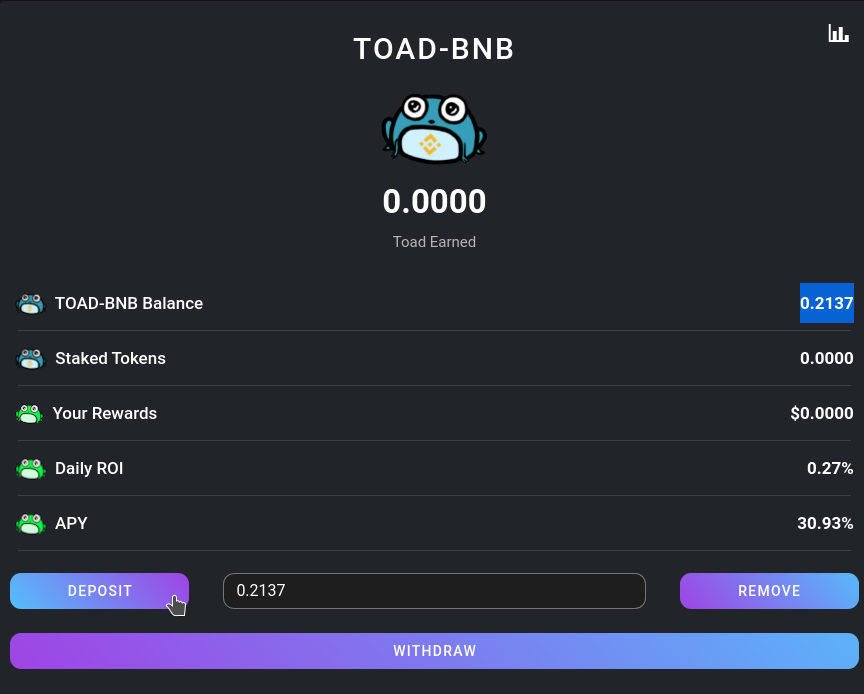 TOAD-BNB
0.0000
Toad Earned
TOAD-BNB Balance 0.2137
Staked Tokens 0.0000
Your Rewards $0.0000
Daily ROI 0.27%
APY 30.93%
DEPOSIT 0.2137 REMOVE
WITHDRAW